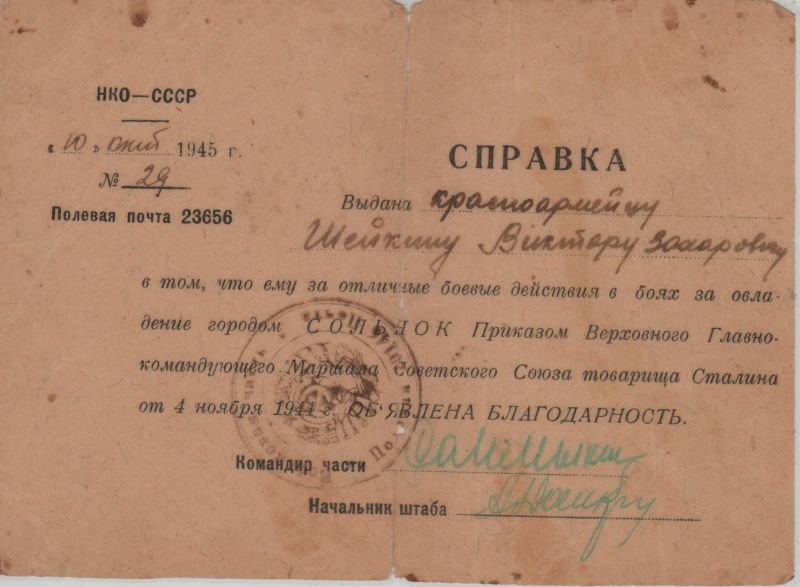 НКО—СССР
„10„ окт 1945 г.
№ 29
Полевая почта 23656
СПРАВКА
Выдана красноармейцу
Шейкину Виктару Захаровичу
в том, что ему за отличные боевые действия в боях за овла-
дение городом СОЛЬНОК Приказом Верховного Главно-
командующего Маршала Советского Союза товарища Сталина
от 4 ноября 1944 г. ОБ'ЯВЛЕНА БЛАГОДАРНОСТЬ.
Командир части
Начальник штаба